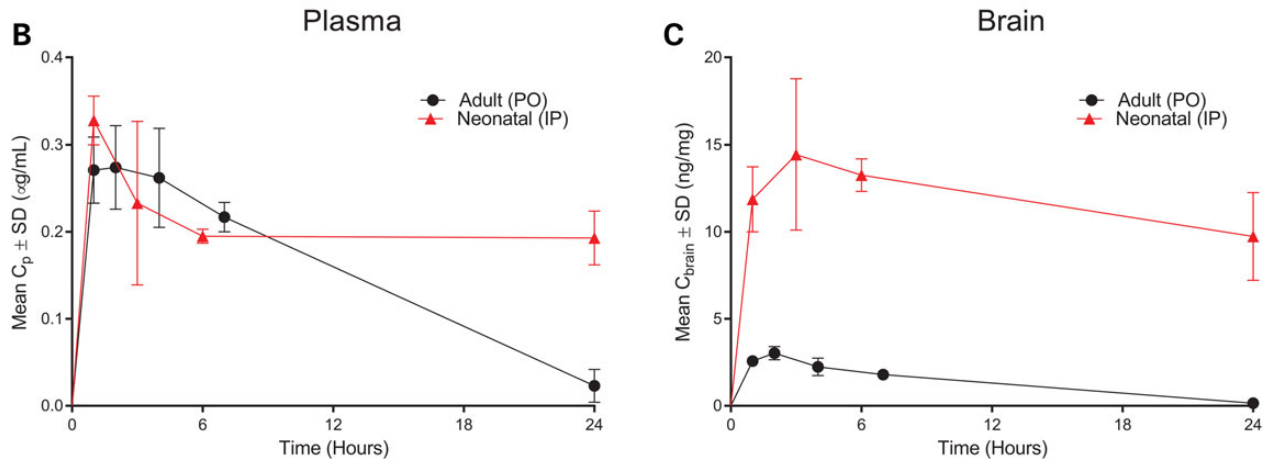 B
Plasma
Mean Cp ± SD (αg/mL)
0.4
0.3
0.2
0.1
0.0
Adult (PO)
Neonatal (IP)
0
6
12
18
24
Time (Hours)
C
Brain
Mean Cbrain ± SD (ng/mg)
20
15
10
5
0
Adult (PO)
Neonatal (IP)
0
6
12
18
24
Time (Hours)